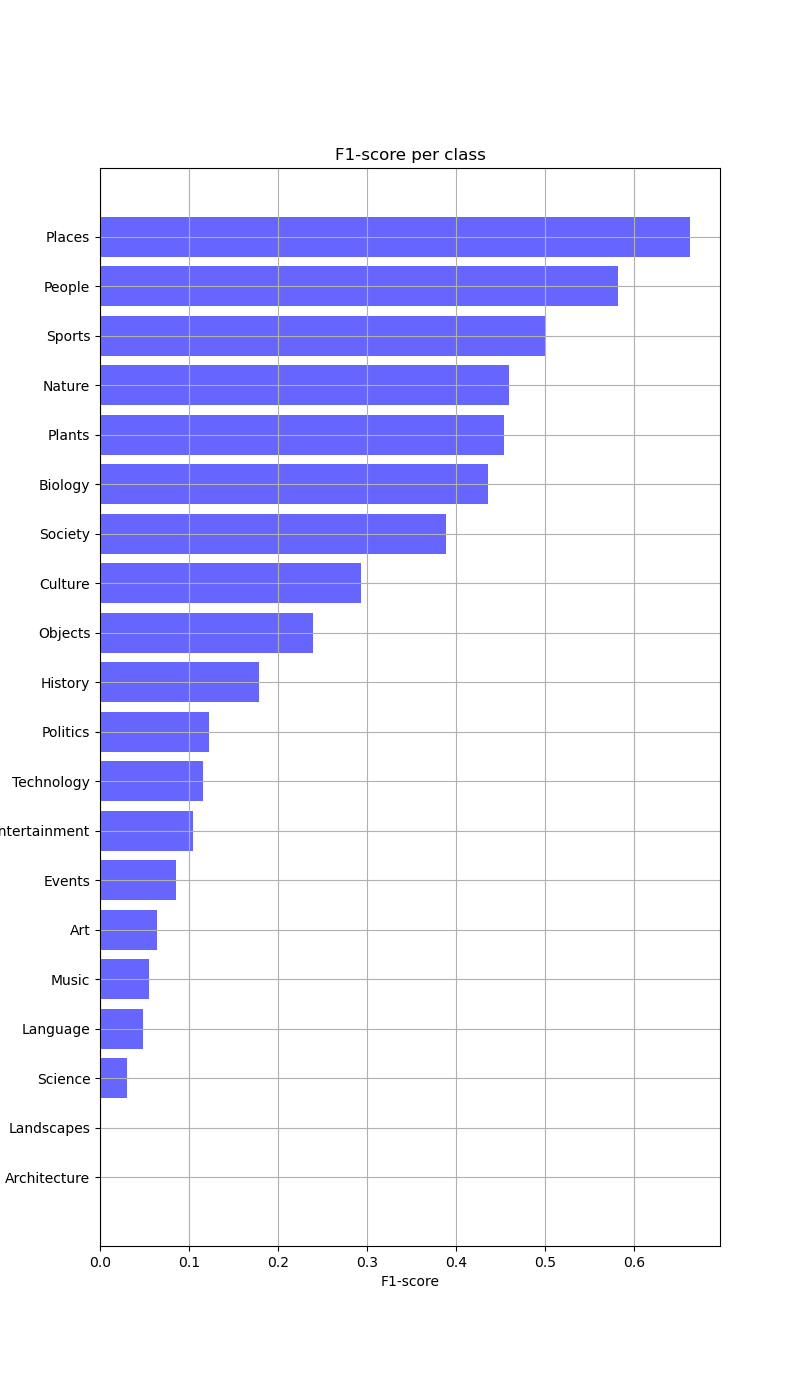 F1-score per class
Places
People
Sports
Nature
Plants
Biology
Society
Culture
Objects
History
Politics
Technology
ntertainment
Events
Art
Music
Language
Science
Landscapes
Architecture
0.0 0.1 0.2 0.3 0.4 0.5 0.6
F1-score